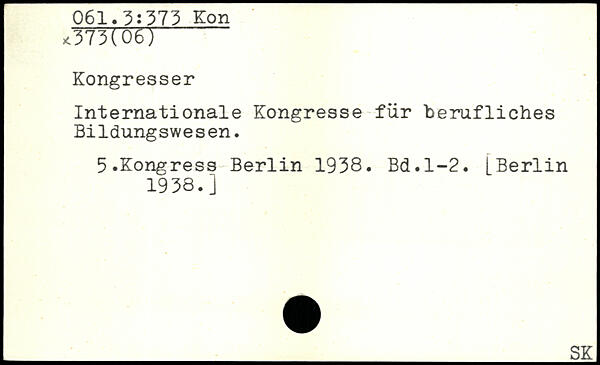 061.3:373 Kon
x373(06)
Kongresser
Internationale Kongresse für berufliches
Bildungswesen.
5.Kongress Berlin 1938. Bd.1-2. [Berlin
1938.]
SK